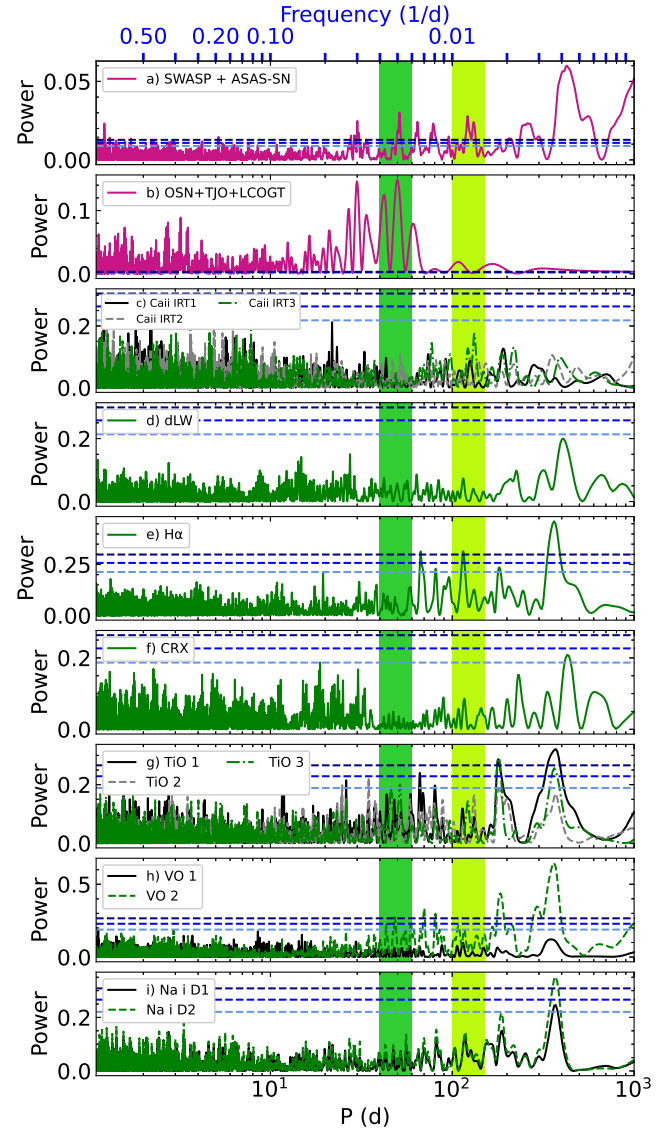 Frequency (1/d)
0.50 0.20 0.10 0.01
a) SWASP + ASAS-SN
Power
0.05
0.00
b) OSN+TJO+LCOGT
Power
0.1
0.0
c) Caii IRT1 Caii IRT3
Caii IRT2
Power
0.2
0.0
d) dLW
Power
0.2
0.0
e) Hα
Power
0.25
0.00
f) CRX
Power
0.2
0.0
g) TiO 1 TiO 3
TiO 2
Power
0.2
0.0
h) VO 1
VO 2
Power
0.5
0.0
i) Na i D1
Na i D2
Power
0.2
0.0
10¹ 10² 10³
P (d)